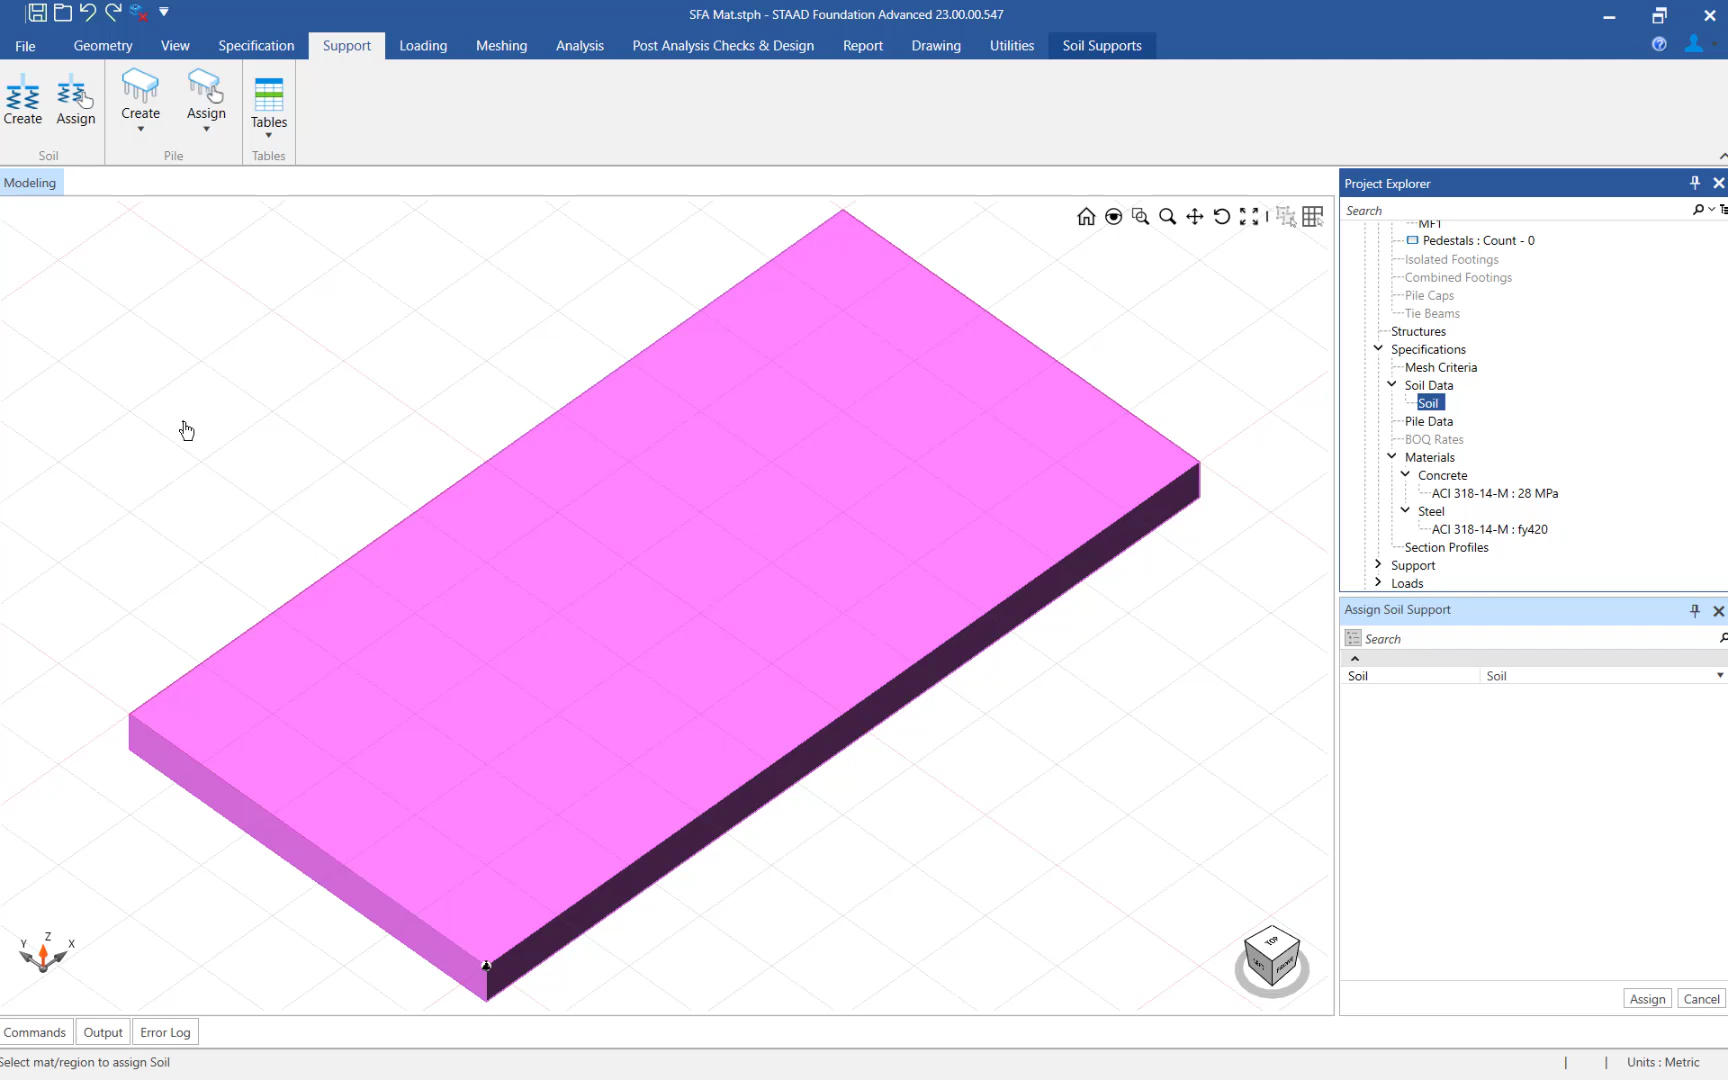 SFA Mat.stph - STAAD Foundation Advanced 23.00.00.547
File Geometry View Specification Support Loading Meshing Analysis Post Analysis Checks & Design Report Drawing Utilities Soil Supports
Create Assign Create Assign Tables
Soil Pile Tables
Modeling
Project Explorer
Search
MFT
Pedestals : Count - 0
Isolated Footings
Combined Footings
Pile Caps
Tie Beams
Structures
Specifications
Mesh Criteria
Soil Data
Soil
Pile Data
BOQ Rates
Materials
Concrete
ACI 318-14-M : 28 MPa
Steel
ACI 318-14-M : fy420
Section Profiles
Support
Loads
Assign Soil Support
Search
Soil Soil
Assign Cancel
Y Z X
TOP
LEFT FRONT
Commands Output Error Log
Select mat/region to assign Soil
Units : Metric